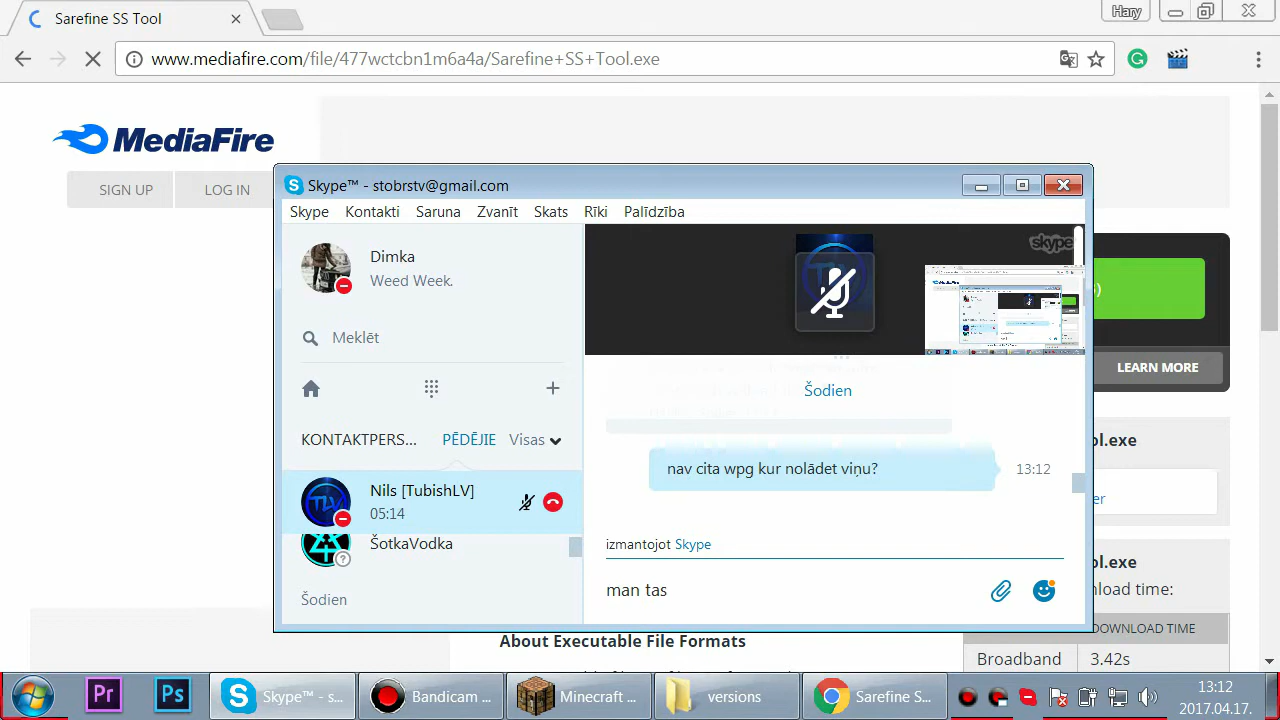 Sarefine SS Tool
Hary
www.mediafire.com/file/477wctcbn1m6a4a/Sarefine+SS+Tool.exe
MediaFire
SIGN UP
LOG IN
Skype™ - stobrstv@gmail.com
Skype Kontakti Saruna Zvanīt Skats Rīki Palīdzība
Dimka
Weed Week.
skype
Meklēt
LEARN MORE
Šodien
KONTAKTPERS... PĒDĒJIE Visas
ol.exe
nav cita wpg kur nolādet viņu?
13:12
Nils [TubishLV]
05:14
er
ŠotkaVodka
izmantojot Skype
ol.exe
man tas
nload time:
Šodien
DOWNLOAD TIME
About Executable File Formats
Broadband 3.42s
Pr
Ps
Skype™ - s...
Bandicam ...
Minecraft ...
versions
Sarefine S...
13:12
2017.04.17.